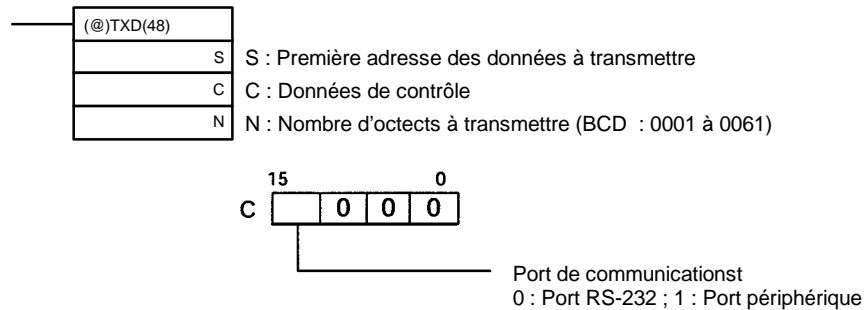 (@)TXD(48)
S S : Première adresse des données à transmettre
C C : Données de contrôle
N N : Nombre d'octects à transmettre (BCD : 0001 à 0061)
15 0
C 0 0 0
Port de communicationst
0 : Port RS-232 ; 1 : Port périphérique